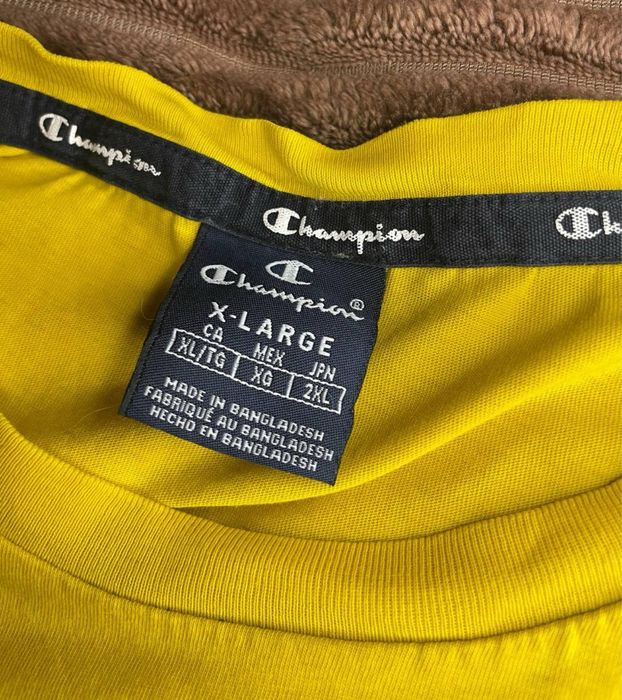 Champion
Champion
Ch
Champion®
X-LARGE
CA MEX JPN
XL/TG XG 2XL
MADE IN BANGLADESH
FABRIQUÉ AU BANGLADESH
HECHO EN BANGLADESH